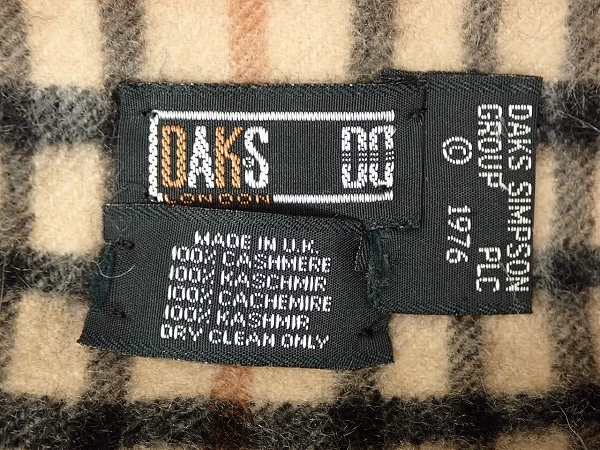 DAKS DD
LONDON
MADE IN U.K.
100% CASHMERE
100% KASCHMIR
100% CACHEMIRE
100% KASHMIR
DRY CLEAN ONLY
DAKS SIMPSON
GROUP PLC
© 1976